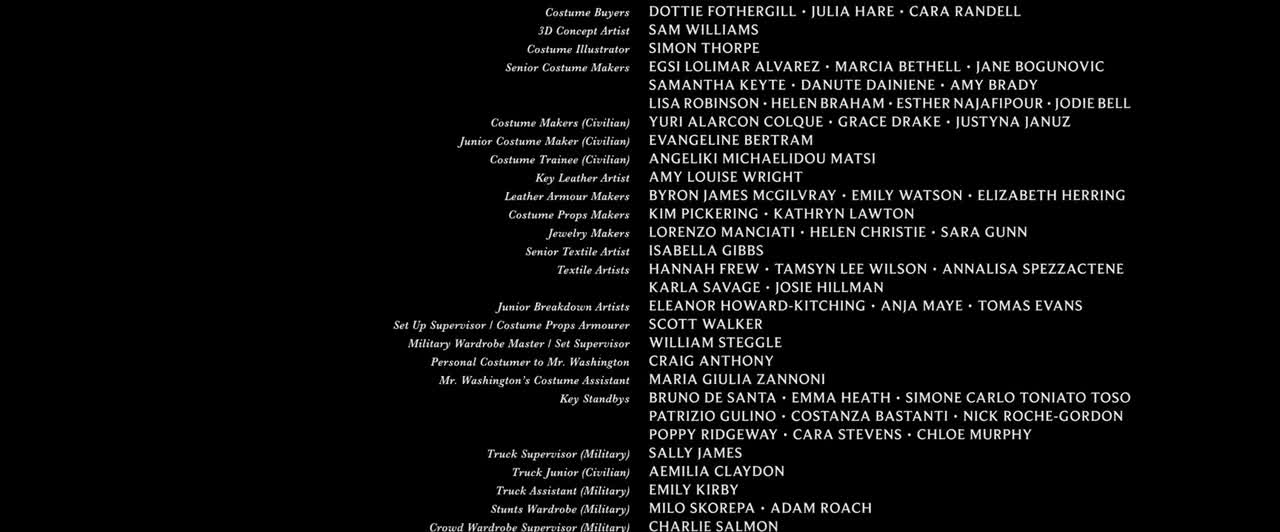 Costume Buyers DOTTIE FOTHERGILL • JULIA HARE • CARA RANDELL
3D Concept Artist SAM WILLIAMS
Costume Illustrator SIMON THORPE
Senior Costume Makers EGSI LOLIMAR ALVAREZ • MARCIA BETHELL • JANE BOGUNOVIC
SAMANTHA KEYTE • DANUTE DAINIENE • AMY BRADY
LISA ROBINSON • HELEN BRAHAM • ESTHER NAJAFIPOUR • JODIE BELL
Costume Makers (Civilian) YURI ALARCON COLQUE • GRACE DRAKE • JUSTYNA JANUZ
Junior Costume Maker (Civilian) EVANGELINE BERTRAM
Costume Trainee (Civilian) ANGELIKI MICHAELIDOU MATSI
Key Leather Artist AMY LOUISE WRIGHT
Leather Armour Makers BYRON JAMES McGILVRAY • EMILY WATSON • ELIZABETH HERRING
Costume Props Makers KIM PICKERING • KATHRYN LAWTON
Jewelry Makers LORENZO MANCIATI • HELEN CHRISTIE • SARA GUNN
Senior Textile Artist ISABELLA GIBBS
Textile Artists HANNAH FREW • TAMSYN LEE WILSON • ANNALISA SPEZZACTENE
KARLA SAVAGE • JOSIE HILLMAN
Junior Breakdown Artists ELEANOR HOWARD-KITCHING • ANJA MAYE • TOMAS EVANS
Set Up Supervisor / Costume Props Armourer SCOTT WALKER
Military Wardrobe Master / Set Supervisor WILLIAM STEGGLE
Personal Costumer to Mr. Washington CRAIG ANTHONY
Mr. Washington's Costume Assistant MARIA GIULIA ZANNONI
Key Standbys BRUNO DE SANTA • EMMA HEATH • SIMONE CARLO TONIATO TOSO
PATRIZIO GULINO • COSTANZA BASTANTI • NICK ROCHE-GORDON
POPPY RIDGEWAY • CARA STEVENS • CHLOE MURPHY
Truck Supervisor (Military) SALLY JAMES
Truck Junior (Civilian) AEMILIA CLAYDON
Truck Assistant (Military) EMILY KIRBY
Stunts Wardrobe (Military) MILO SKOREPA • ADAM ROACH
Crowd Wardrobe Supervisor (Military) CHARLIE SALMON